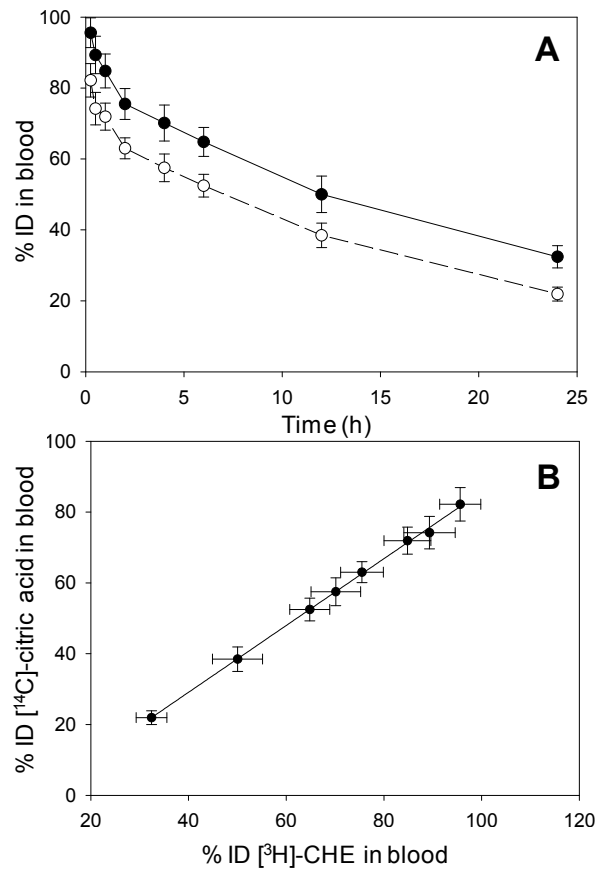 A
100
80
60
40
20
0
% ID in blood
0 5 10 15 20 25
Time (h)
B
100
80
60
40
20
0
% ID [¹⁴C]-citric acid in blood
20 40 60 80 100 120
% ID [³H]-CHE in blood